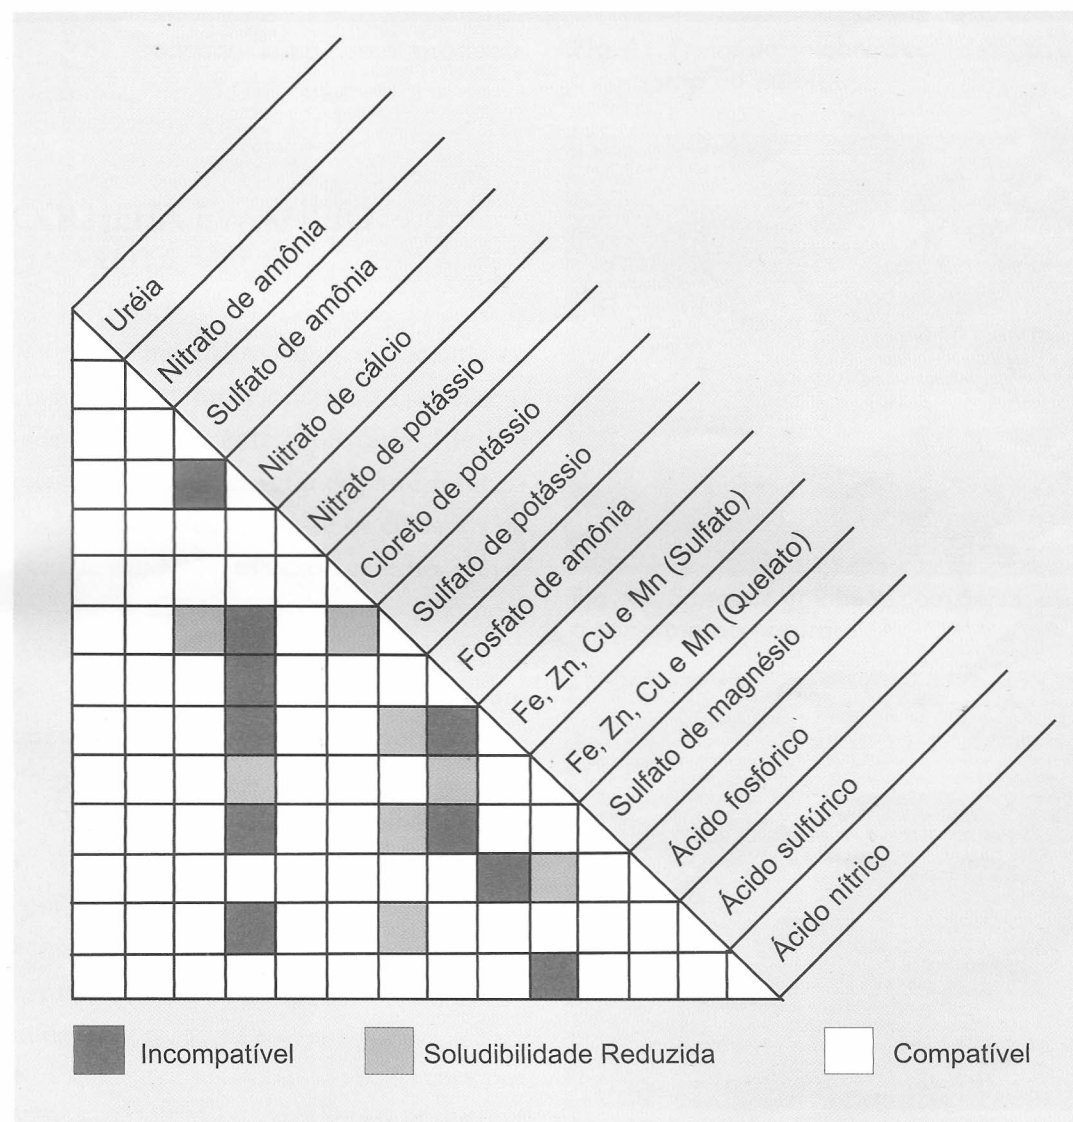 Uréia
Nitrato de amônia
Sulfato de amônia
Nitrato de cálcio
Nitrato de potássio
Cloreto de potássio
Sulfato de potássio
Fosfato de amônia
Fe, Zn, Cu e Mn (Sulfato)
Fe, Zn, Cu e Mn (Quelato)
Sulfato de magnésio
Ácido fosfórico
Ácido sulfúrico
Ácido nítrico
Incompatível
Soludibilidade Reduzida
Compatível